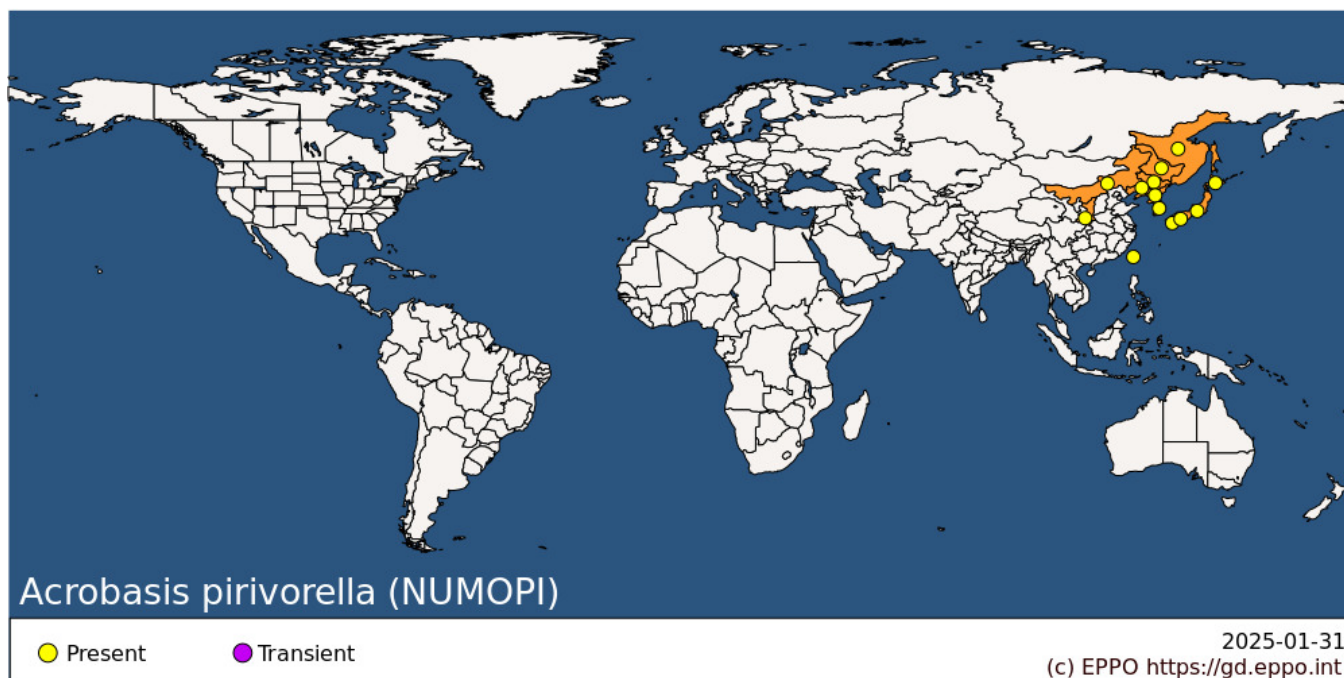 Acrobasis pirivorella (NUMOPI)
Present
Transient
2025-01-31
(c) EPPO https://gd.eppo.int